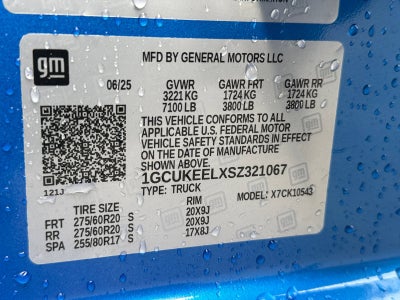 gm
MFD BY GENERAL MOTORS LLC
06/25 GVWR GAWR FRT GAWR RR
3221 KG 1724 KG 1724 KG
7100 LB 3800 LB 3800 LB
THIS VEHICLE CONFORMS TO ALL
APPLICABLE U.S. FEDERAL MOTOR
VEHICLE SAFETY STANDARDS IN EFFECT
ON THE DATE OF MANUFACTURE
SHOWN ABOVE.
1GCUKEELXSZ321067
TYPE: TRUCK MODEL: X7CK10543
121J
TIRE SIZE RIM
FRT 275/60R20 S 20X9J
RR 275/60R20 S 20X9J
SPA 255/80R17 S 17X8J